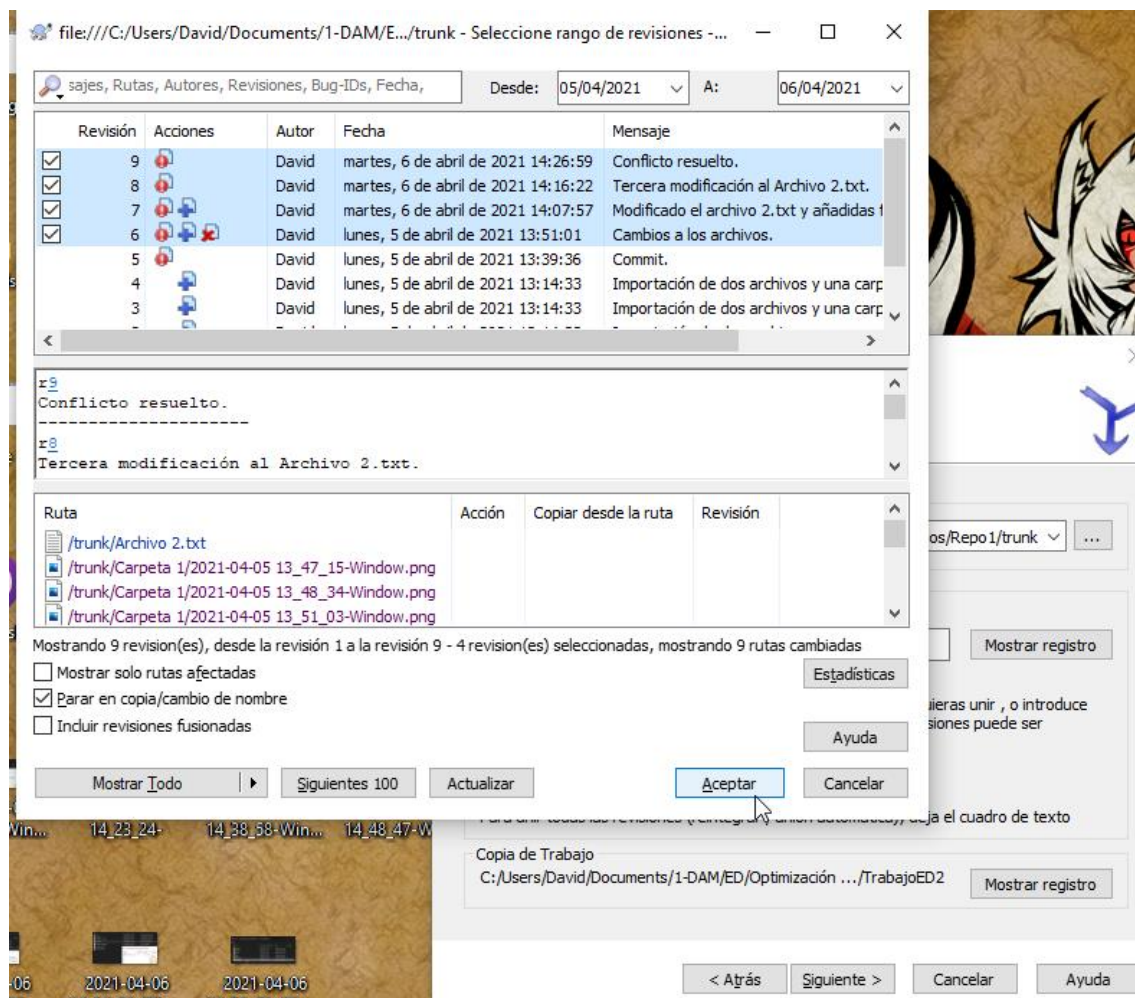 file:///C:/Users/David/Documents/1-DAM/E.../trunk - Seleccione rango de revisiones -...
sajes, Rutas, Autores, Revisiones, Bug-IDs, Fecha,
Desde: 05/04/2021 A: 06/04/2021
Revisión Acciones Autor Fecha Mensaje
9 David martes, 6 de abril de 2021 14:26:59 Conflicto resuelto.
8 David martes, 6 de abril de 2021 14:16:22 Tercera modificación al Archivo 2.txt.
7 David martes, 6 de abril de 2021 14:07:57 Modificado el archivo 2.txt y añadidas f
6 David lunes, 5 de abril de 2021 13:51:01 Cambios a los archivos.
5 David lunes, 5 de abril de 2021 13:39:36 Commit.
4 David lunes, 5 de abril de 2021 13:14:33 Importación de dos archivos y una carp
3 David lunes, 5 de abril de 2021 13:14:33 Importación de dos archivos y una carp
r9
Conflicto resuelto.
---------------------
r8
Tercera modificación al Archivo 2.txt.
Ruta Acción Copiar desde la ruta Revisión
/trunk/Archivo 2.txt
/trunk/Carpeta 1/2021-04-05 13_47_15-Window.png
/trunk/Carpeta 1/2021-04-05 13_48_34-Window.png
/trunk/Carpeta 1/2021-04-05 13_51_03-Window.png
Mostrando 9 revision(es), desde la revisión 1 a la revisión 9 - 4 revision(es) seleccionadas, mostrando 9 rutas cambiadas
Mostrar solo rutas afectadas
Estadísticas
Parar en copia/cambio de nombre
Incluir revisiones fusionadas
Ayuda
Mostrar Todo Siguientes 100 Actualizar Aceptar Cancelar
os/Repo1/trunk ...
Mostrar registro
uieras unir , o introduce
siones puede ser
deja el cuadro de texto
Copia de Trabajo
C:/Users/David/Documents/1-DAM/ED/Optimización .../TrabajoED2
Mostrar registro
< Atrás Siguiente > Cancelar Ayuda
Win... 14_23_24- 14_38_58-Win... 14_48_47-W
-06 2021-04-06 2021-04-06